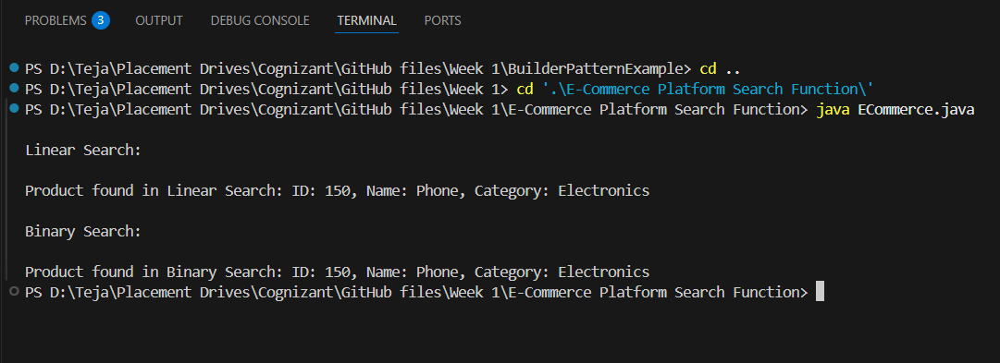 PROBLEMS 3 OUTPUT DEBUG CONSOLE TERMINAL PORTS
PS D:\Teja\Placement Drives\Cognizant\GitHub files\Week 1\BuilderPatternExample> cd ..
PS D:\Teja\Placement Drives\Cognizant\GitHub files\Week 1> cd '.\E-Commerce Platform Search Function\'
PS D:\Teja\Placement Drives\Cognizant\GitHub files\Week 1\E-Commerce Platform Search Function> java ECommerce.java
Linear Search:
Product found in Linear Search: ID: 150, Name: Phone, Category: Electronics
Binary Search:
Product found in Binary Search: ID: 150, Name: Phone, Category: Electronics
PS D:\Teja\Placement Drives\Cognizant\GitHub files\Week 1\E-Commerce Platform Search Function>